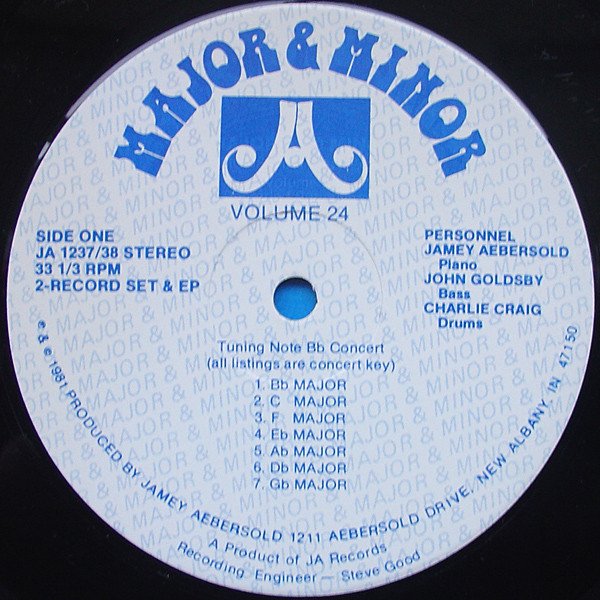 MAJOR & MINOR
VOLUME 24
SIDE ONE
JA 1237/38 STEREO
33 1/3 RPM
2-RECORD SET & EP
PERSONNEL
JAMEY AEBERSOLD
Piano
JOHN GOLDSBY
Bass
CHARLIE CRAIG
Drums
Tuning Note Bb Concert
(all listings are concert key)
1. Bb MAJOR
2. C MAJOR
3. F MAJOR
4. Eb MAJOR
5. Ab MAJOR
6. Db MAJOR
7. Gb MAJOR
℗ & © 1981 PRODUCED BY JAMEY AEBERSOLD 1211 AEBERSOLD DRIVE, NEW ALBANY, IN. 47150
A Product of JA Records
Recording Engineer — Steve Good